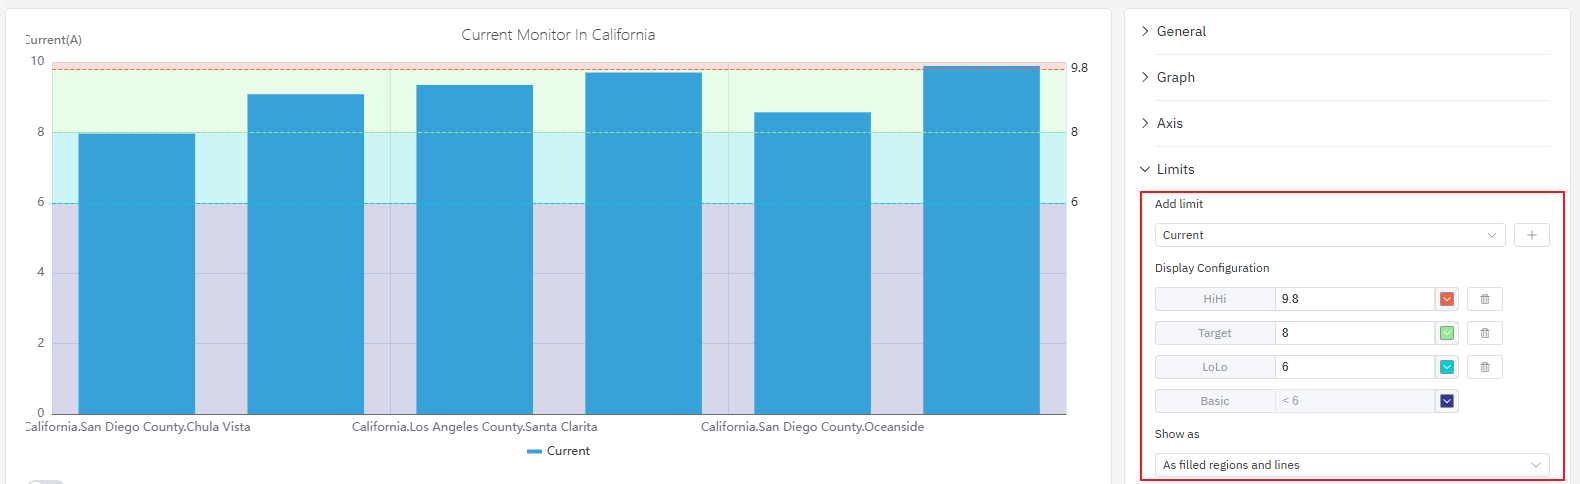 Current Monitor In California
Current(A)
10
8
6
4
2
0
9.8
8
6
California.San Diego County.Chula Vista
California.Los Angeles County.Santa Clarita
California.San Diego County.Oceanside
Current
General
Graph
Axis
Limits
Add limit
Current
Display Configuration
HiHi 9.8
Target 8
LoLo 6
Basic < 6
Show as
As filled regions and lines